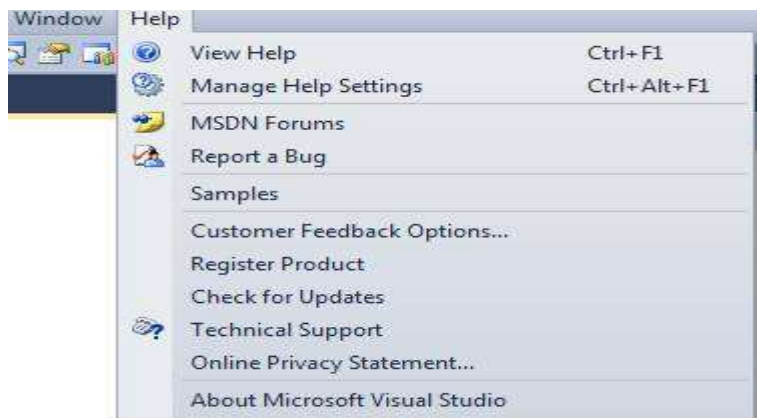 Window Help
View Help Ctrl+F1
Manage Help Settings Ctrl+Alt+F1
MSDN Forums
Report a Bug
Samples
Customer Feedback Options...
Register Product
Check for Updates
Technical Support
Online Privacy Statement...
About Microsoft Visual Studio